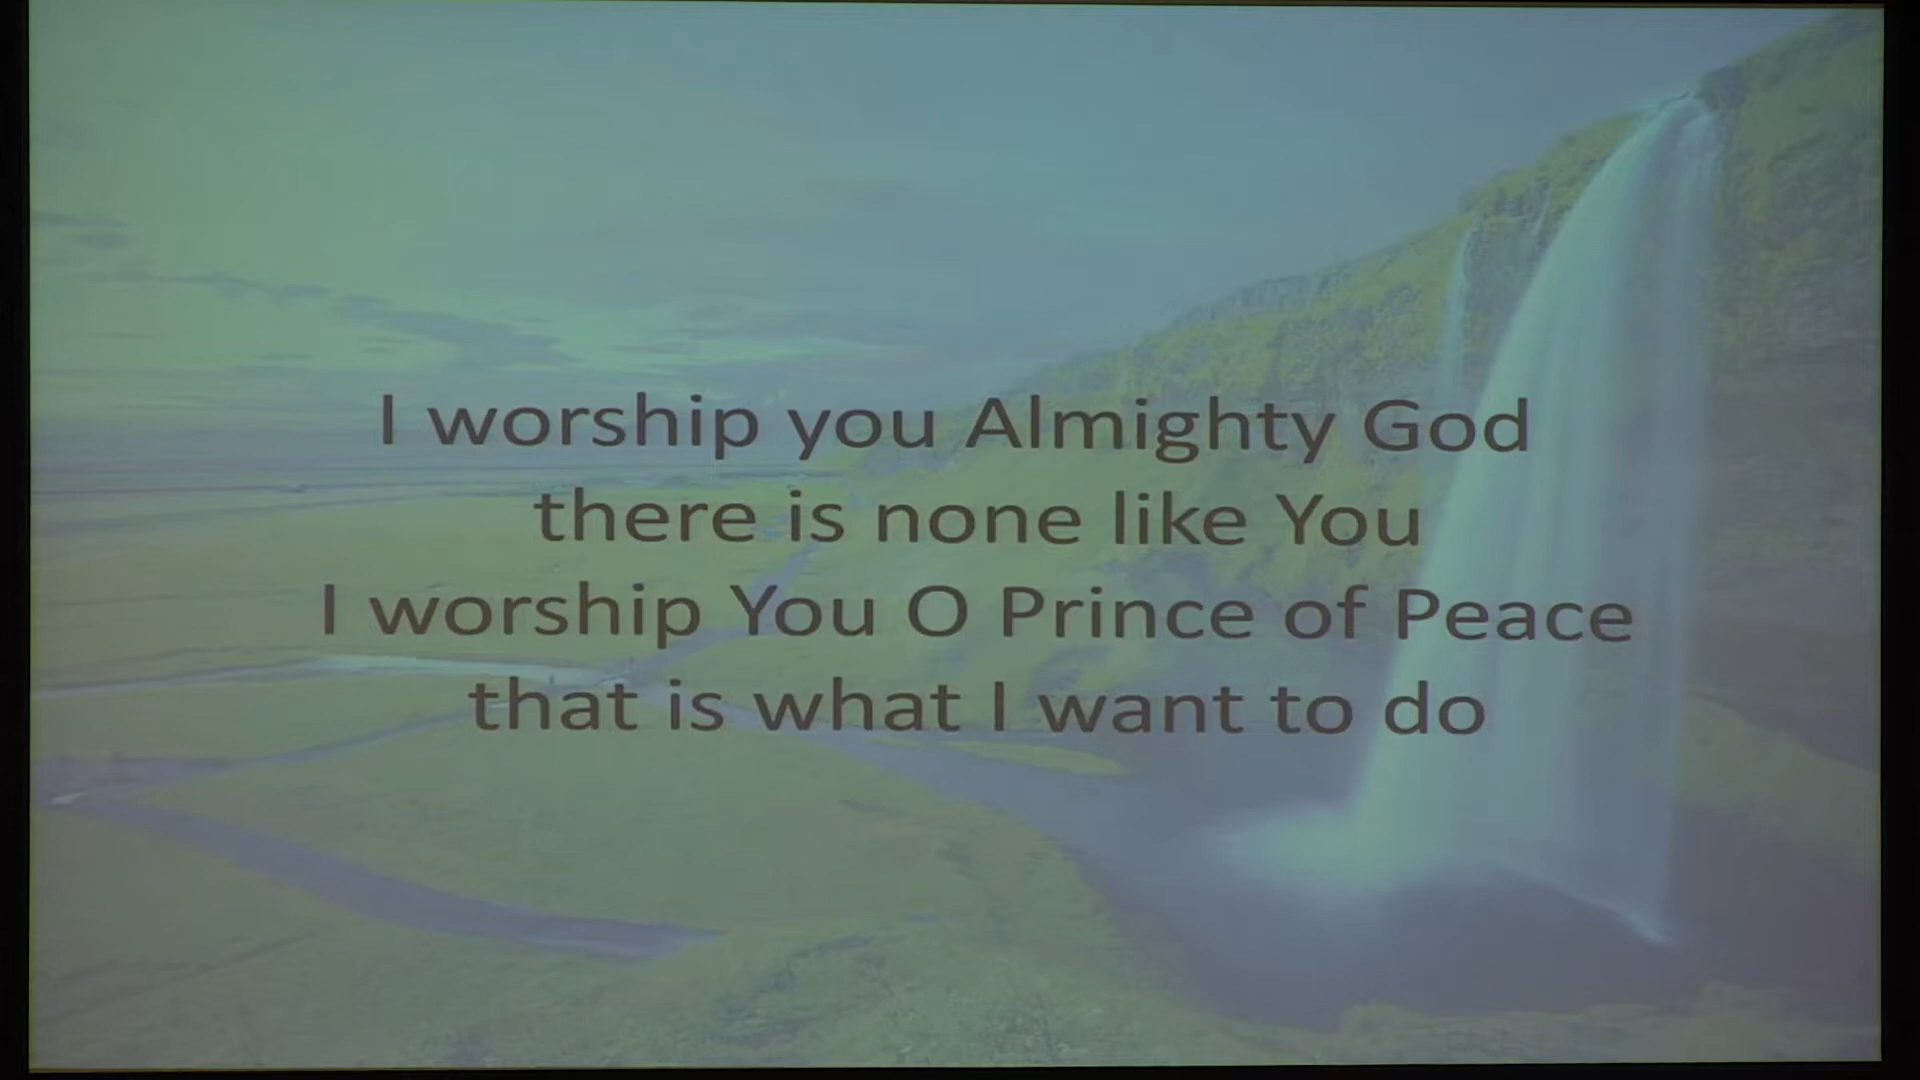 I worship you Almighty God
there is none like You
I worship You O Prince of Peace
that is what I want to do